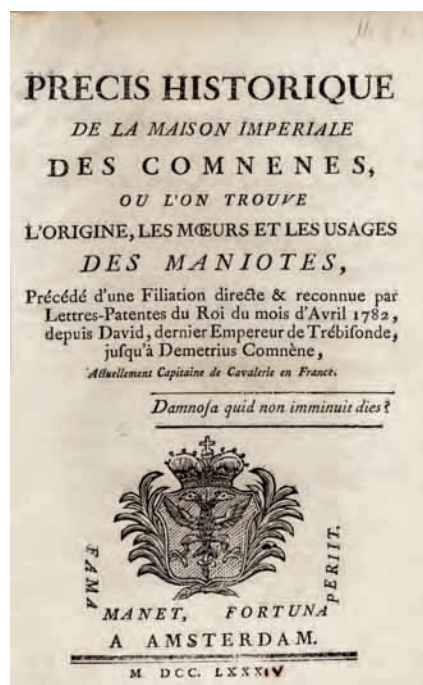 PRECIS HISTORIQUE
DE LA MAISON IMPERIALE
DES COMNENES,
OU L'ON TROUVE
L'ORIGINE, LES MŒURS ET LES USAGES
DES MANIOTES,
Précédé d'une Filiation directe & reconnue par
Lettres-Patentes du Roi du mois d'Avril 1782,
depuis David, dernier Empereur de Trébiſonde,
juſqu'à Demetrius Comnène,
Actuellement Capitaine de Cavalerie en France.
Damnoſa quid non imminuit dies?
FAMA
MANET, FORTUNA
PERIIT.
A AMSTERDAM.
M DCC. LXXXIV